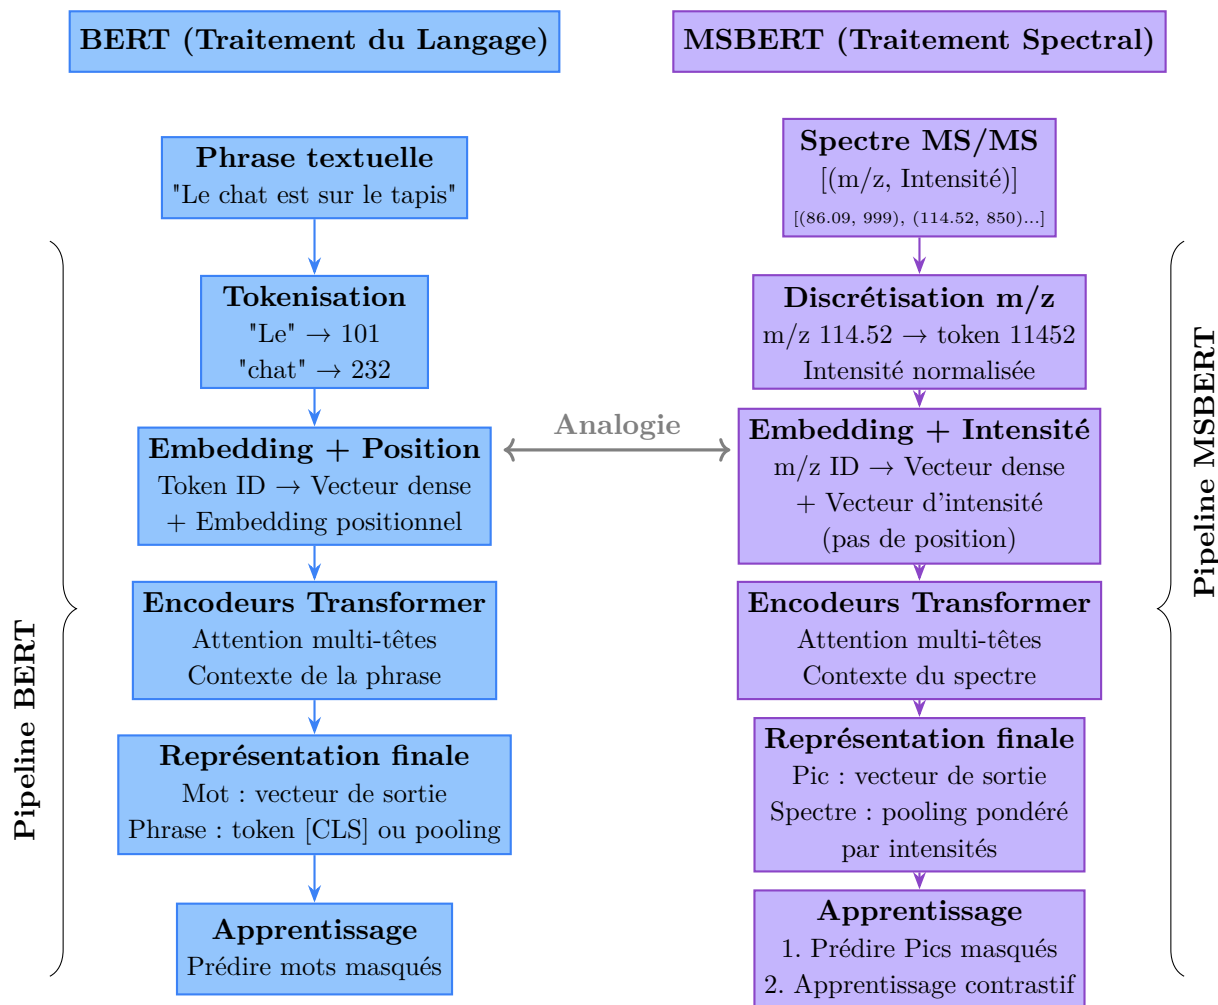 BERT (Traitement du Langage)
MSBERT (Traitement Spectral)
Phrase textuelle
"Le chat est sur le tapis"
Tokenisation
"Le" → 101
"chat" → 232
Embedding + Position
Token ID → Vecteur dense
+ Embedding positionnel
Encodeurs Transformer
Attention multi-têtes
Contexte de la phrase
Représentation finale
Mot : vecteur de sortie
Phrase : token [CLS] ou pooling
Apprentissage
Prédire mots masqués
Pipeline BERT
Analogie
Spectre MS/MS
[(m/z, Intensité)]
[(86.09, 999), (114.52, 850)...]
Discrétisation m/z
m/z 114.52 → token 11452
Intensité normalisée
Embedding + Intensité
m/z ID → Vecteur dense
+ Vecteur d'intensité
(pas de position)
Encodeurs Transformer
Attention multi-têtes
Contexte du spectre
Représentation finale
Pic : vecteur de sortie
Spectre : pooling pondéré
par intensités
Apprentissage
1. Prédire Pics masqués
2. Apprentissage contrastif
Pipeline MSBERT